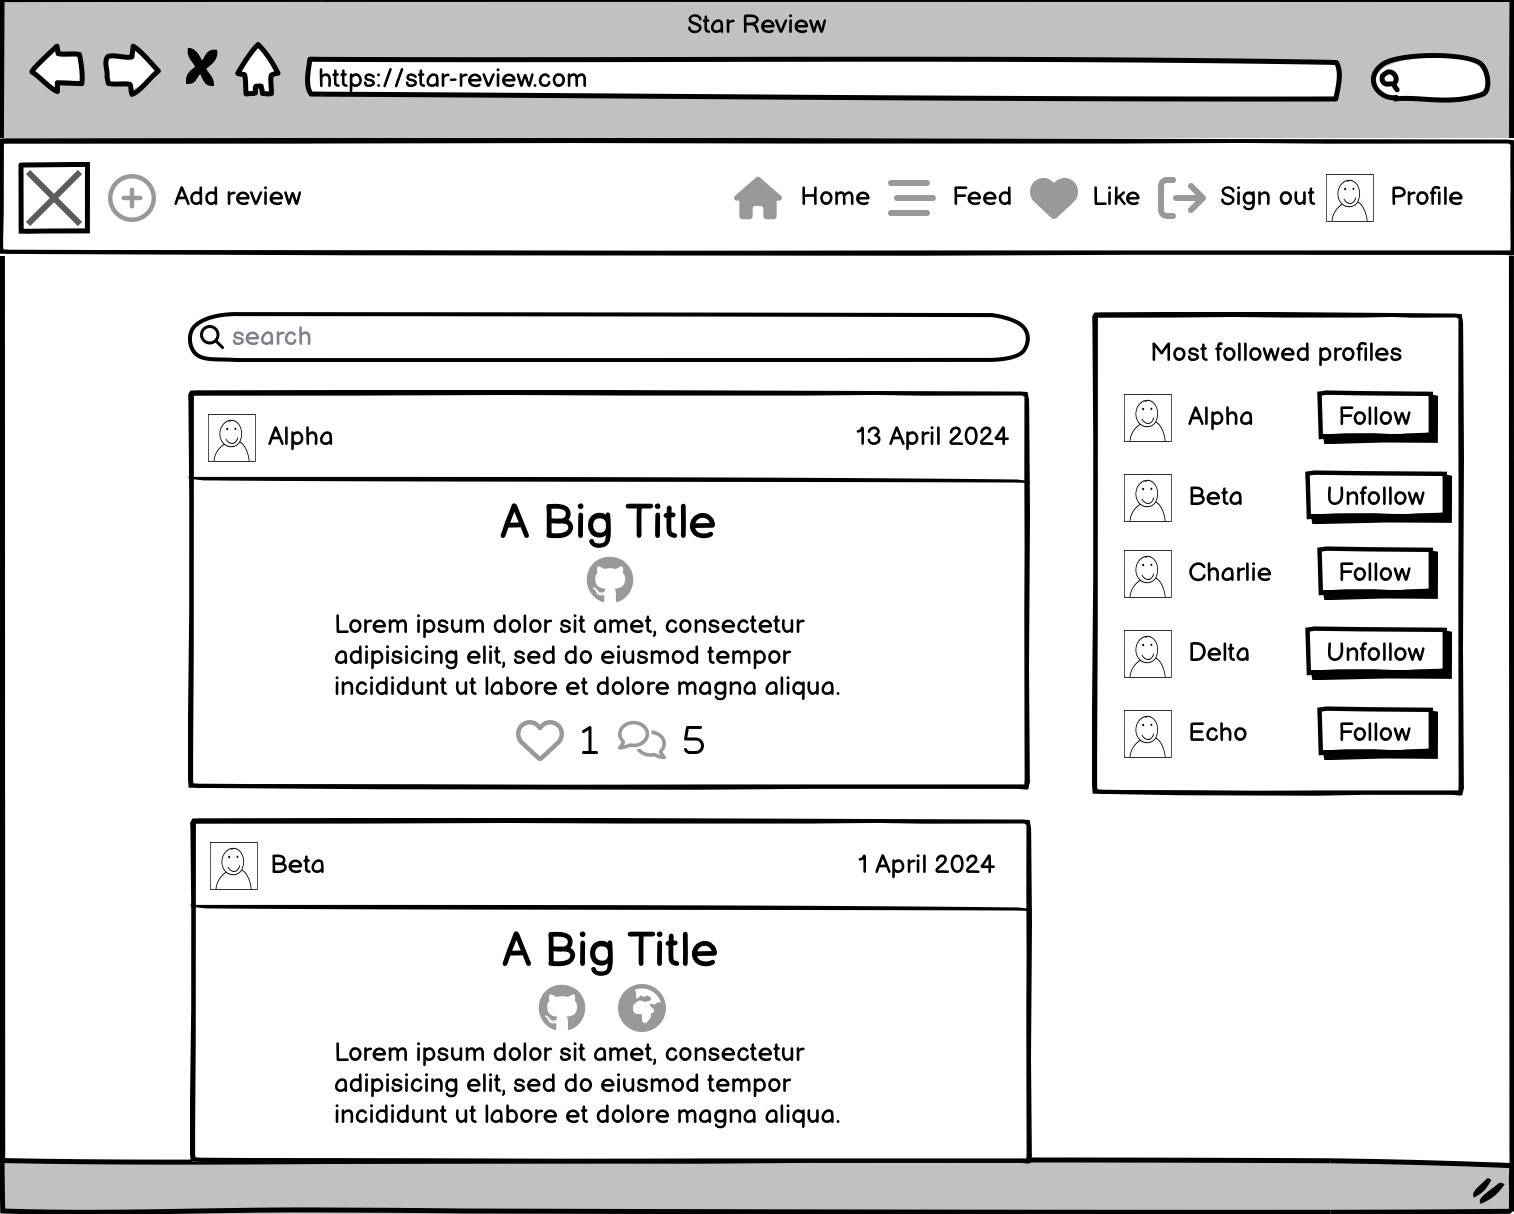 Star Review
https://star-review.com
Add review
Home
Feed
Like
Sign out
Profile
search
Alpha
13 April 2024
A Big Title
Lorem ipsum dolor sit amet, consectetur
adipisicing elit, sed do eiusmod tempor
incididunt ut labore et dolore magna aliqua.
1
5
Beta
1 April 2024
A Big Title
Lorem ipsum dolor sit amet, consectetur
adipisicing elit, sed do eiusmod tempor
incididunt ut labore et dolore magna aliqua.
Most followed profiles
Alpha
Follow
Beta
Unfollow
Charlie
Follow
Delta
Unfollow
Echo
Follow